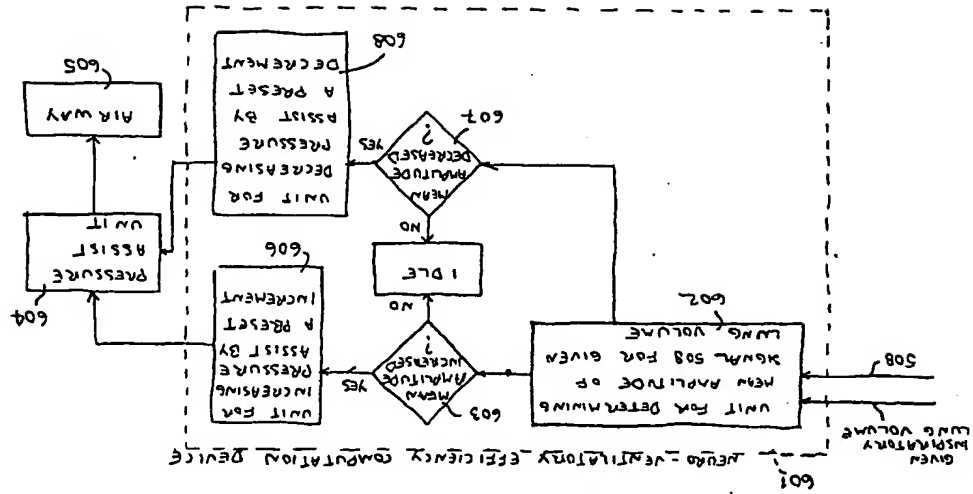 601
NEURO-VENTILATORY EFFICIENCY COMPUTATION DEVICE
GIVEN
INSPIRATORY
LUNG VOLUME
508
UNIT FOR DETERMINING
MEAN AMPLITUDE OF
SIGNAL 508 FOR GIVEN
LUNG VOLUME
602
603
MEAN
AMPLITUDE
INCREASED
?
YES
NO
UNIT FOR
INCREASING
PRESSURE
ASSIST BY
A PRESET
INCREMENT
606
604
PRESSURE
ASSIST
UNIT
IDLE
NO
MEAN
AMPLITUDE
DECREASED
?
607
YES
UNIT FOR
DECREASING
PRESSURE
ASSIST BY
A PRESET
DECREMENT
608
AIRWAY
605